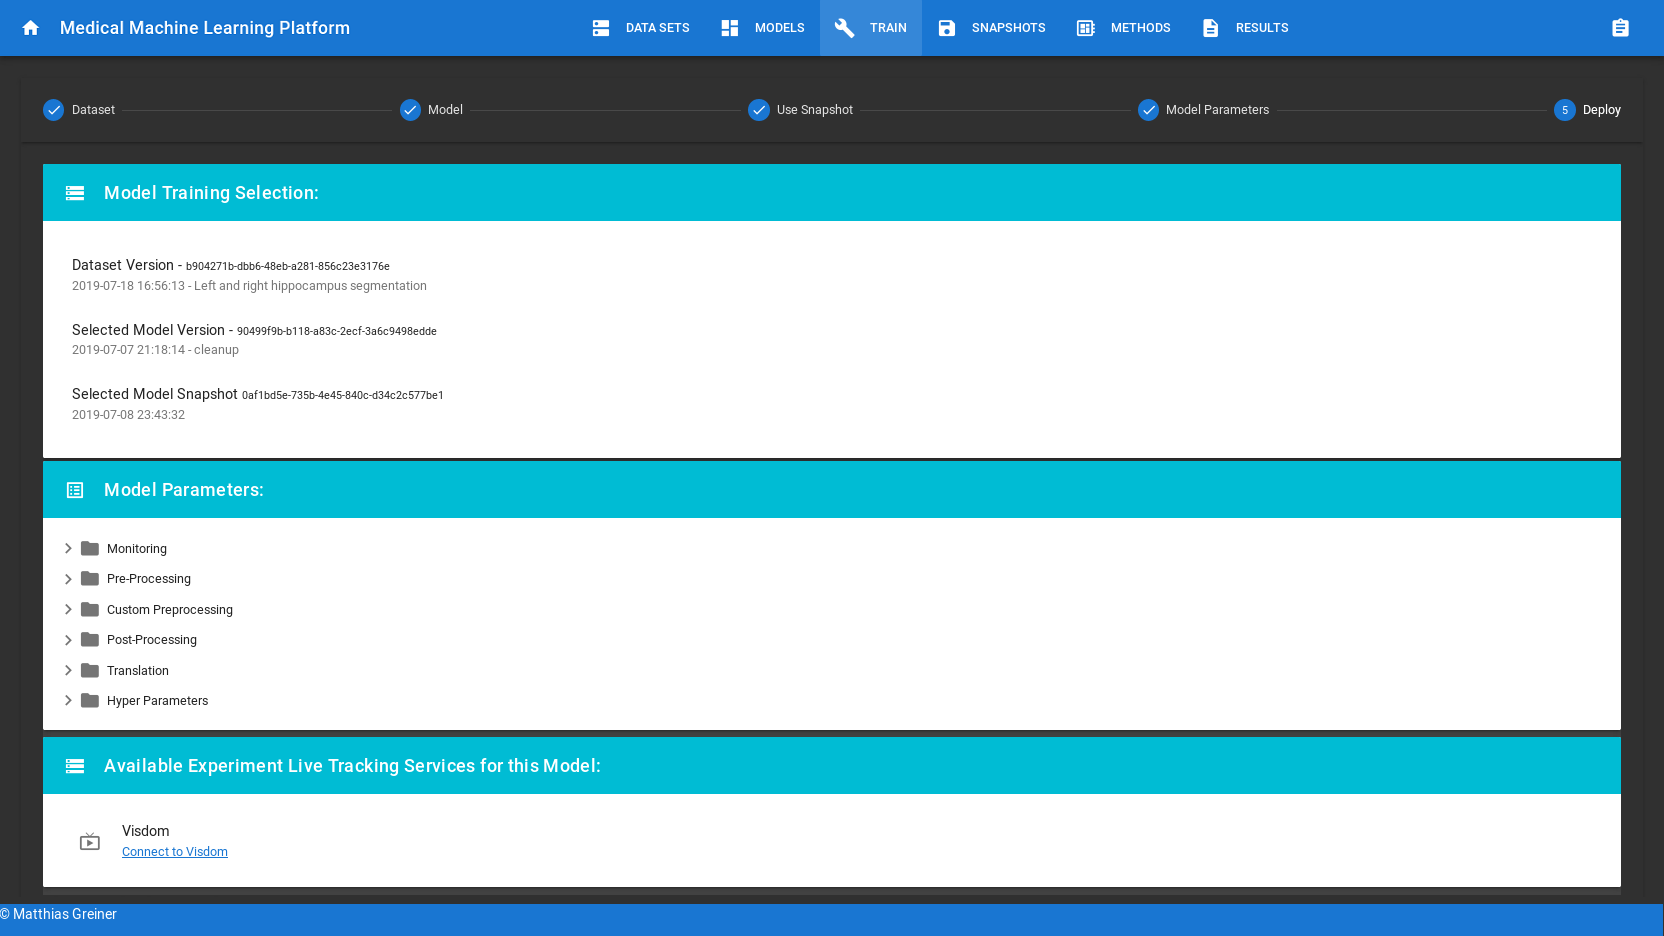 Medical Machine Learning Platform
DATA SETS
MODELS
TRAIN
SNAPSHOTS
METHODS
RESULTS
Dataset
Model
Use Snapshot
Model Parameters
5 Deploy
Model Training Selection:
Dataset Version - b904271b-dbb6-48eb-a281-856c23e3176e
2019-07-18 16:56:13 - Left and right hippocampus segmentation
Selected Model Version - 90499f9b-b118-a83c-2ecf-3a6c9498edde
2019-07-07 21:18:14 - cleanup
Selected Model Snapshot 0af1bd5e-735b-4e45-840c-d34c2c577be1
2019-07-08 23:43:32
Model Parameters:
Monitoring
Pre-Processing
Custom Preprocessing
Post-Processing
Translation
Hyper Parameters
Available Experiment Live Tracking Services for this Model:
Visdom
Connect to Visdom
© Matthias Greiner